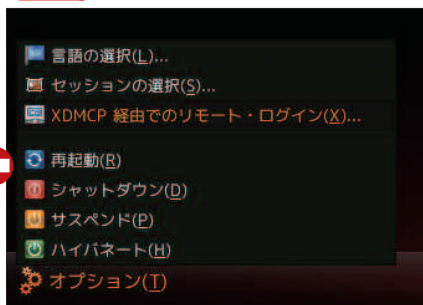 言語の選択(L)...
セッションの選択(S)...
XDMCP 経由でのリモート・ログイン(X)...
再起動(R)
シャットダウン(D)
サスペンド(P)
ハイバネート(H)
オプション(T)